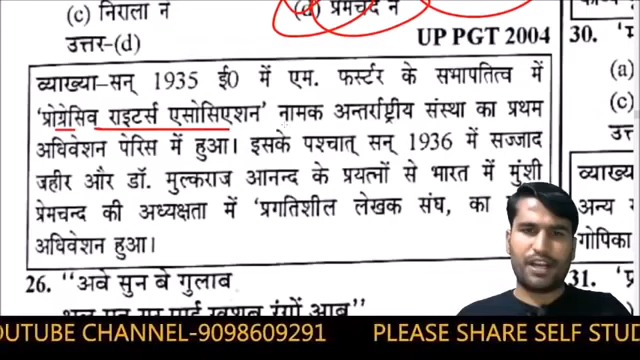 (c) निराला ने (d) प्रेमचंद ने
उत्तर-(d) UP PGT 2004
व्याख्या-सन् 1935 ई0 में एम. फर्स्टर के सभापतित्व में
'प्रोग्रेसिव राइटर्स एसोसिएशन' नामक अन्तर्राष्ट्रीय संस्था का प्रथम
अधिवेशन पेरिस में हुआ। इसके पश्चात् सन् 1936 में सज्जाद
जहीर और डॉ. मुल्कराज आनन्द के प्रयत्नों से भारत में मुंशी
प्रेमचन्द की अध्यक्षता में 'प्रगतिशील लेखक संघ, का
अधिवेशन हुआ।
26. "अबे सुन बे गुलाब
30.
(a)
(c)
उत्त
व्याख्य
अन्य
गोपिका
31. 'प्र
OUTUBE CHANNEL-9098609291 PLEASE SHARE SELF STUD